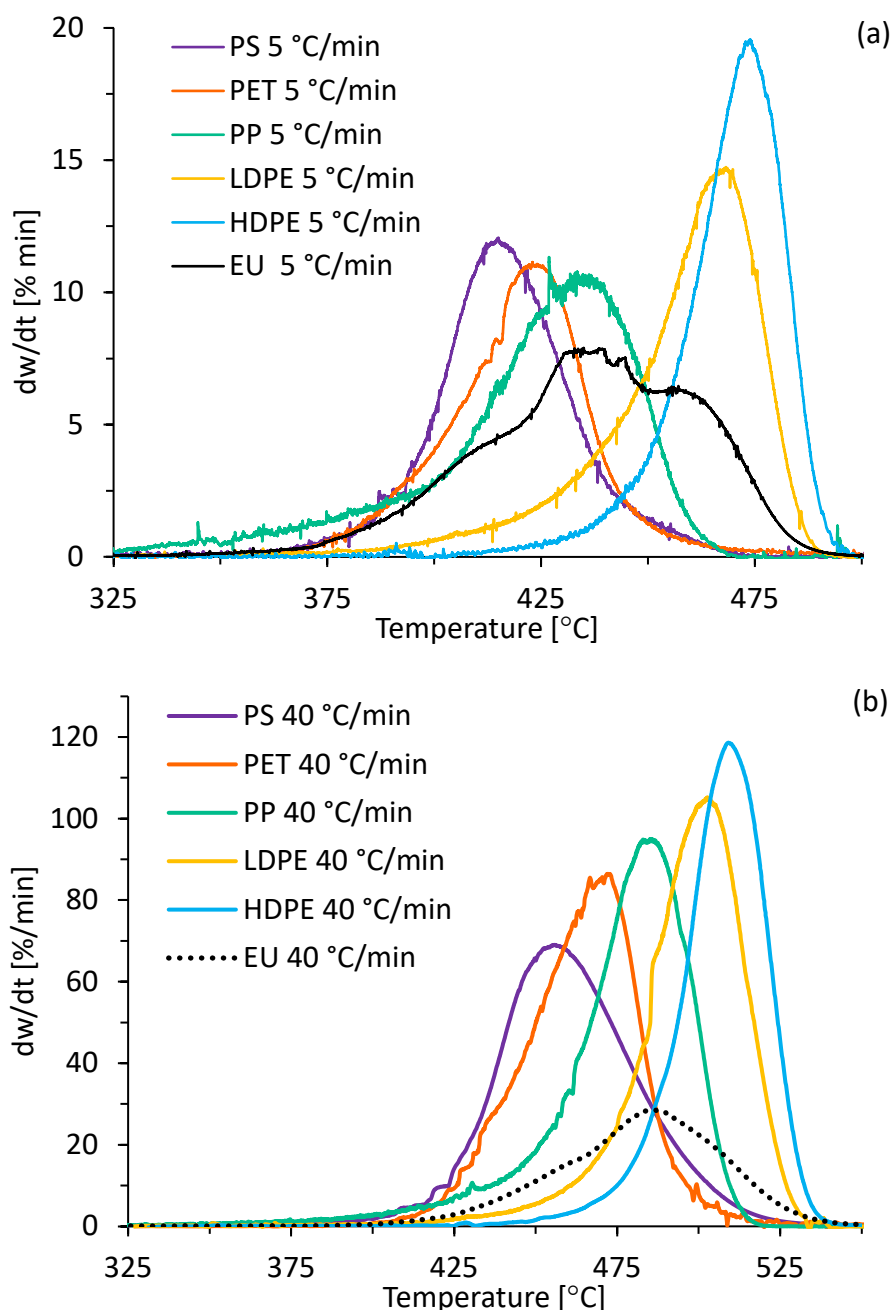 (a)
20
15
10
5
0
dw/dt [% min]
PS 5 °C/min
PET 5 °C/min
PP 5 °C/min
LDPE 5 °C/min
HDPE 5 °C/min
EU  5 °C/min
325 375 425 475
Temperature [°C]
(b)
120
100
80
60
40
20
0
dw/dt [%/min]
PS 40 °C/min
PET 40 °C/min
PP 40 °C/min
LDPE 40 °C/min
HDPE 40 °C/min
EU 40 °C/min
325 375 425 475 525
Temperature [°C]